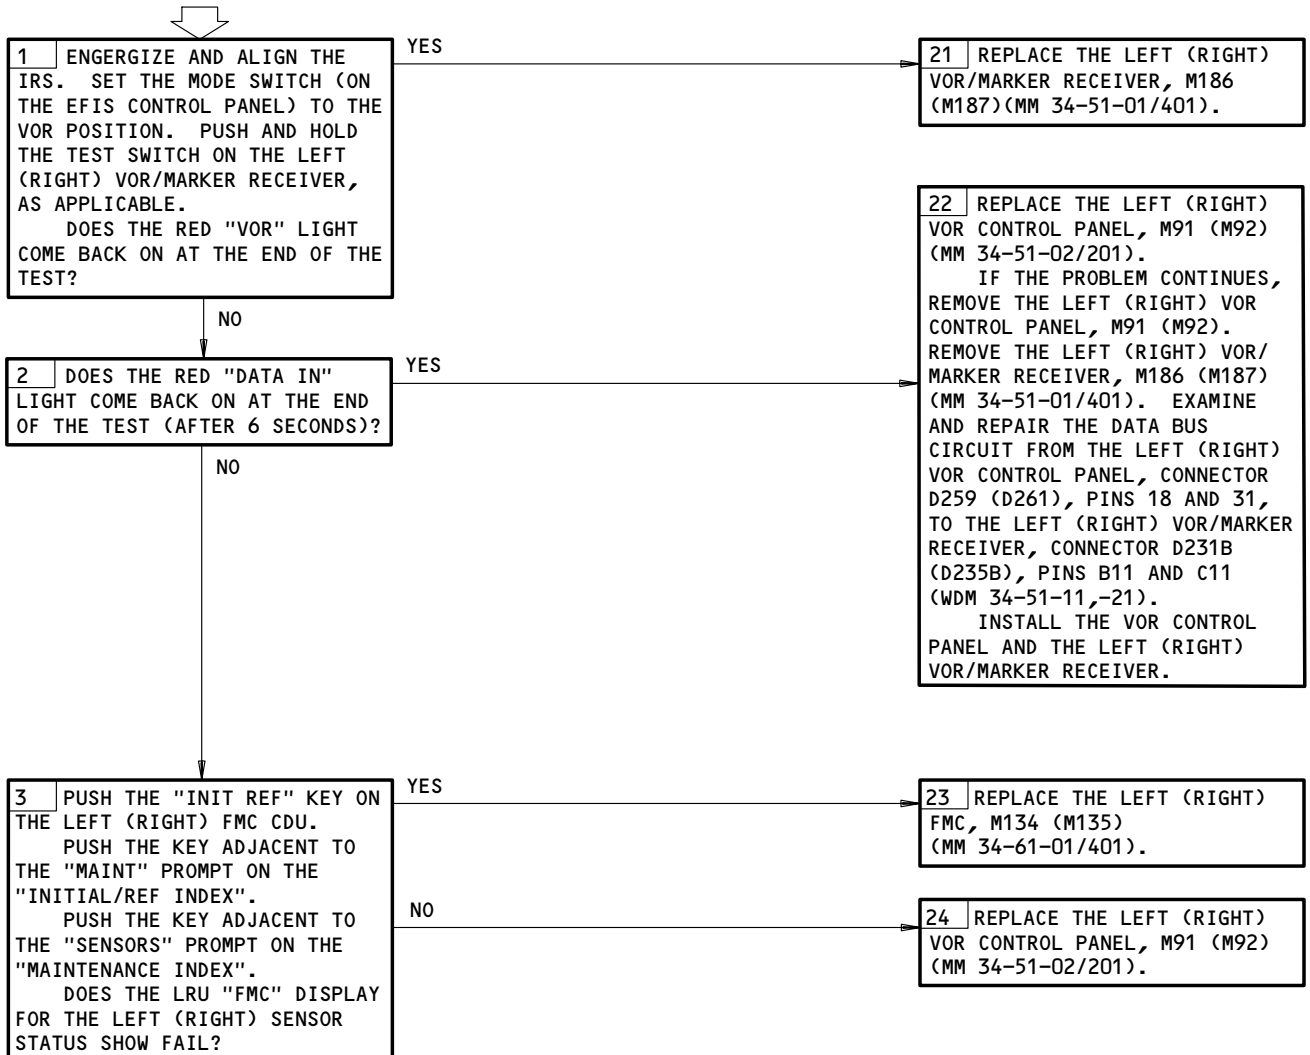 1 ENGERGIZE AND ALIGN THE
IRS. SET THE MODE SWITCH (ON
THE EFIS CONTROL PANEL) TO THE
VOR POSITION. PUSH AND HOLD
THE TEST SWITCH ON THE LEFT
(RIGHT) VOR/MARKER RECEIVER,
AS APPLICABLE.
DOES THE RED "VOR" LIGHT
COME BACK ON AT THE END OF THE
TEST?
YES
21 REPLACE THE LEFT (RIGHT)
VOR/MARKER RECEIVER, M186
(M187)(MM 34-51-01/401).
NO
2 DOES THE RED "DATA IN"
LIGHT COME BACK ON AT THE END
OF THE TEST (AFTER 6 SECONDS)?
YES
22 REPLACE THE LEFT (RIGHT)
VOR CONTROL PANEL, M91 (M92)
(MM 34-51-02/201).
IF THE PROBLEM CONTINUES,
REMOVE THE LEFT (RIGHT) VOR
CONTROL PANEL, M91 (M92).
REMOVE THE LEFT (RIGHT) VOR/
MARKER RECEIVER, M186 (M187)
(MM 34-51-01/401). EXAMINE
AND REPAIR THE DATA BUS
CIRCUIT FROM THE LEFT (RIGHT)
VOR CONTROL PANEL, CONNECTOR
D259 (D261), PINS 18 AND 31,
TO THE LEFT (RIGHT) VOR/MARKER
RECEIVER, CONNECTOR D231B
(D235B), PINS B11 AND C11
(WDM 34-51-11,-21).
INSTALL THE VOR CONTROL
PANEL AND THE LEFT (RIGHT)
VOR/MARKER RECEIVER.
NO
3 PUSH THE "INIT REF" KEY ON
THE LEFT (RIGHT) FMC CDU.
PUSH THE KEY ADJACENT TO
THE "MAINT" PROMPT ON THE
"INITIAL/REF INDEX".
PUSH THE KEY ADJACENT TO
THE "SENSORS" PROMPT ON THE
"MAINTENANCE INDEX".
DOES THE LRU "FMC" DISPLAY
FOR THE LEFT (RIGHT) SENSOR
STATUS SHOW FAIL?
YES
23 REPLACE THE LEFT (RIGHT)
FMC, M134 (M135)
(MM 34-61-01/401).
NO
24 REPLACE THE LEFT (RIGHT)
VOR CONTROL PANEL, M91 (M92)
(MM 34-51-02/201).